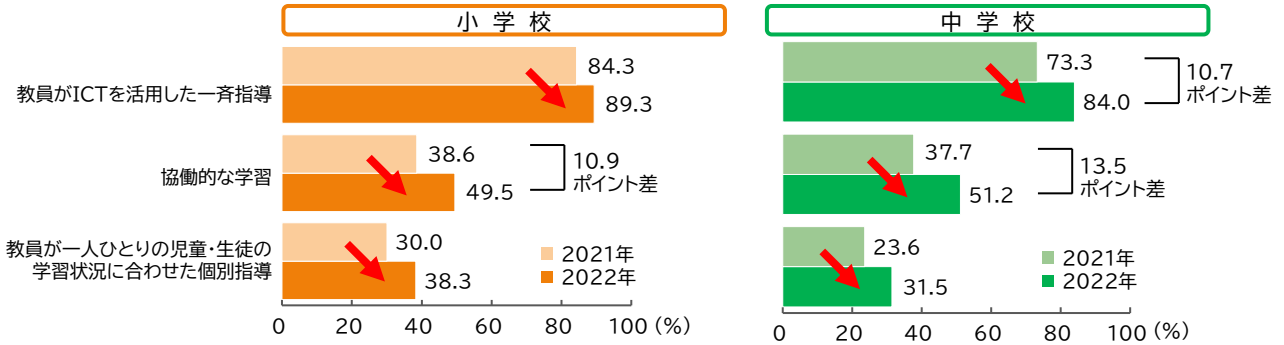 小学校
教員がICTを活用した一斉指導
84.3
89.3
協働的な学習
38.6
49.5
10.9
ポイント差
教員が一人ひとりの児童・生徒の
学習状況に合わせた個別指導
30.0
38.3
2021年
2022年
0 20 40 60 80 100 (%)
中学校
73.3
84.0
10.7
ポイント差
37.7
51.2
13.5
ポイント差
23.6
31.5
2021年
2022年
0 20 40 60 80 100 (%)